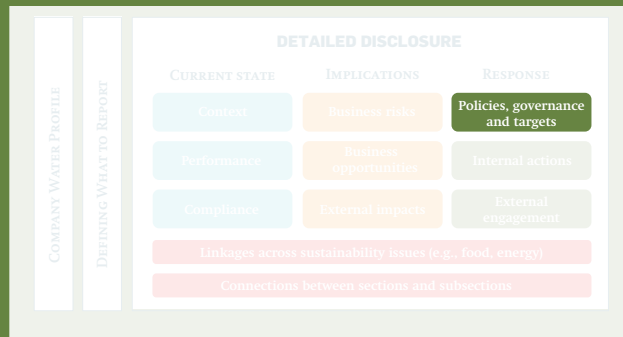 COMPANY WATER PROFILE
DEFINING WHAT TO REPORT
DETAILED DISCLOSURE
CURRENT STATE
IMPLICATIONS
RESPONSE
Context
Business risks
Policies, governance
and targets
Performance
Business
opportunities
Internal actions
Compliance
External impacts
External
engagement
Linkages across sustainability issues (e.g., food, energy)
Connections between sections and subsections